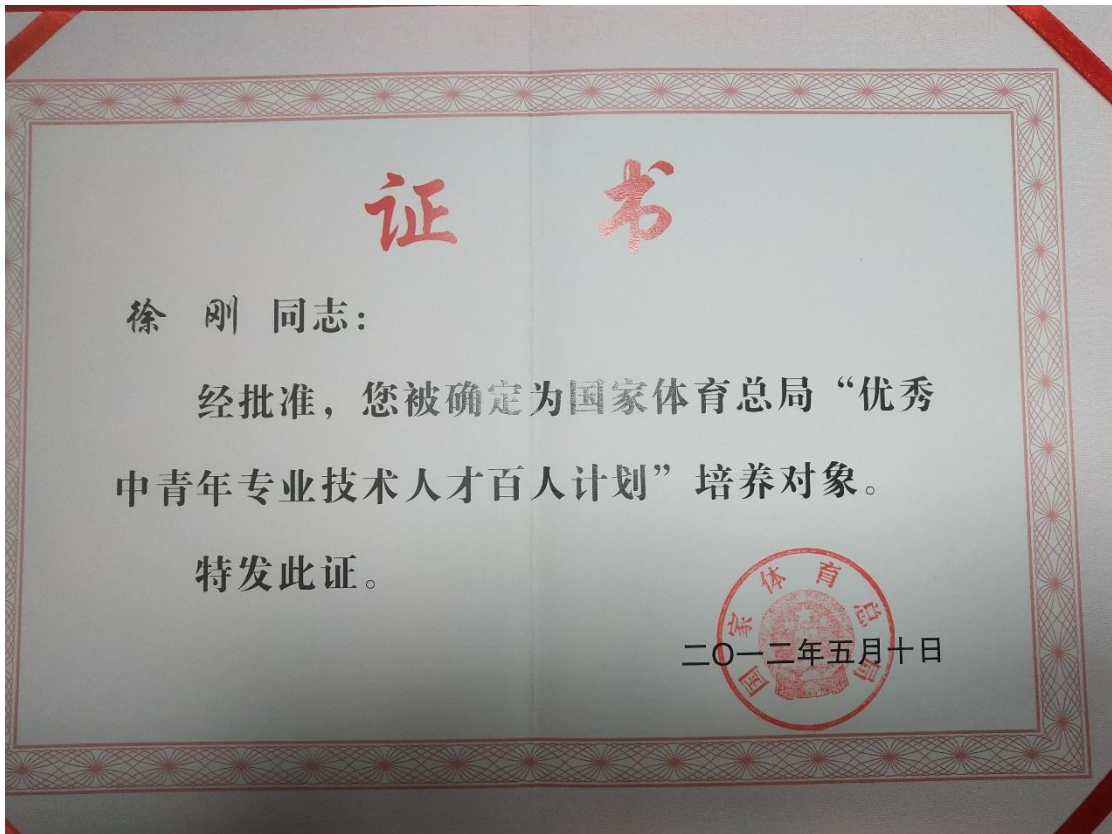 证 书
徐 刚 同志：
经批准，您被确定为国家体育总局“优秀
中青年专业技术人才百人计划”培养对象。
特发此证。
国家体育总局
二〇一二年五月十日